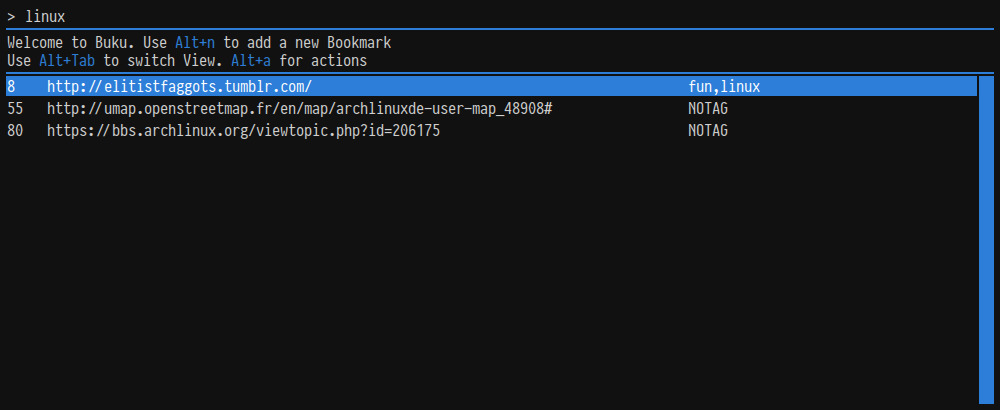 > linux
Welcome to Buku. Use Alt+n to add a new Bookmark
Use Alt+Tab to switch View. Alt+a for actions
8 http://elitistfaggots.tumblr.com/ fun,linux
55 http://umap.openstreetmap.fr/en/map/archlinuxde-user-map_48908# NOTAG
80 https://bbs.archlinux.org/viewtopic.php?id=206175 NOTAG